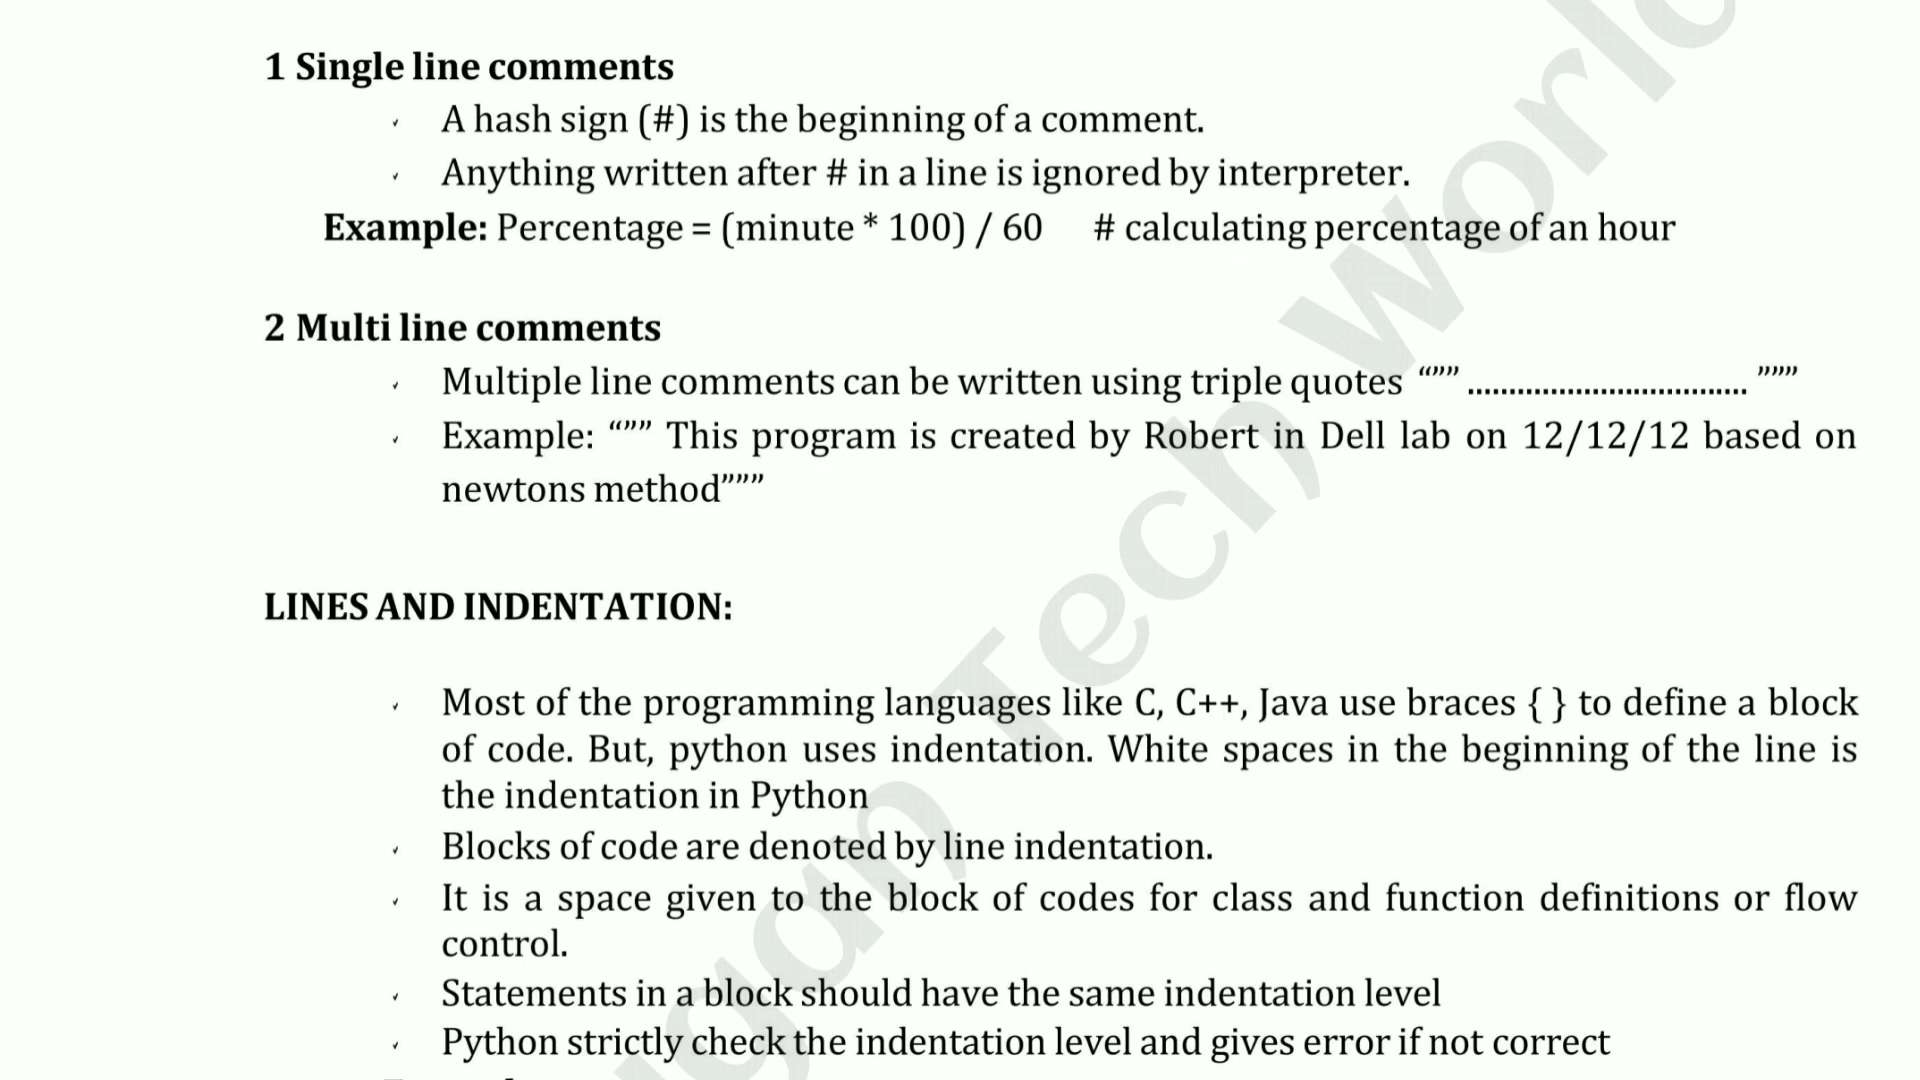 1 Single line comments
✓ A hash sign (#) is the beginning of a comment.
✓ Anything written after # in a line is ignored by interpreter.
Example: Percentage = (minute * 100) / 60 # calculating percentage of an hour
2 Multi line comments
✓ Multiple line comments can be written using triple quotes “”” .................................. ”””
✓ Example: “”” This program is created by Robert in Dell lab on 12/12/12 based on
newtons method”””
LINES AND INDENTATION:
✓ Most of the programming languages like C, C++, Java use braces { } to define a block
of code. But, python uses indentation. White spaces in the beginning of the line is
the indentation in Python
✓ Blocks of code are denoted by line indentation.
✓ It is a space given to the block of codes for class and function definitions or flow
control.
✓ Statements in a block should have the same indentation level
✓ Python strictly check the indentation level and gives error if not correct
Tech World